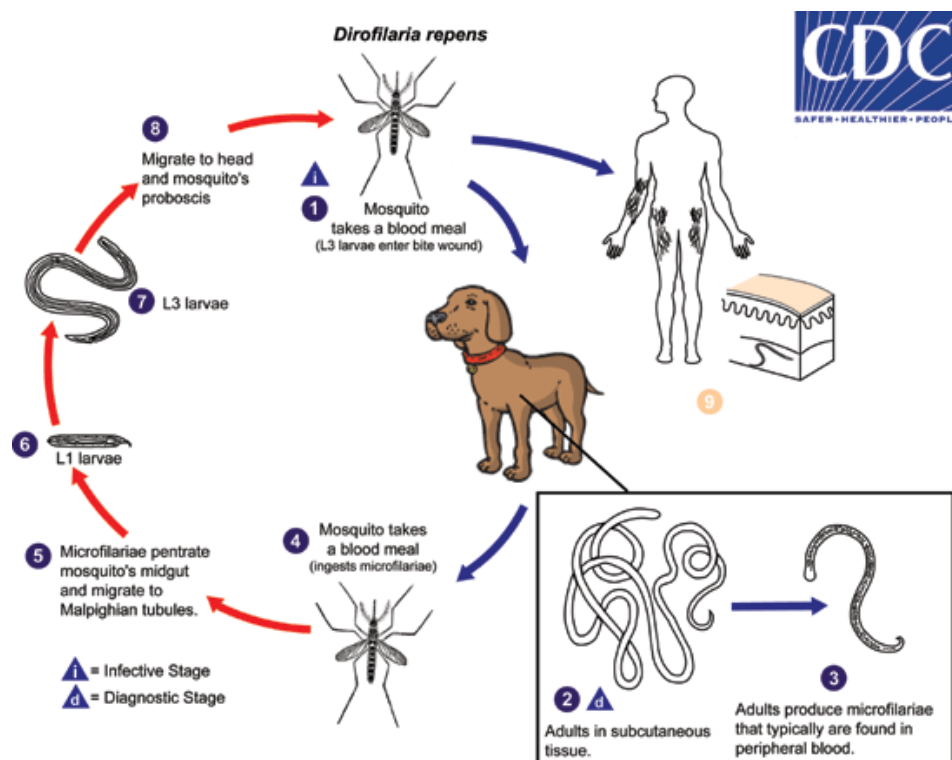 Dirofilaria repens
CDC
SAFER•HEALTHIER•PEOPL
8
Migrate to head
and mosquito's
proboscis
i
1
Mosquito
takes a blood meal
(L3 larvae enter bite wound)
7
L3 larvae
9
6
L1 larvae
5
Microfilariae pentrate
mosquito's midgut
and migrate to
Malpighian tubules.
4
Mosquito takes
a blood meal
(ingests microfilariae)
i = Infective Stage
d = Diagnostic Stage
2
d
Adults in subcutaneous
tissue.
3
Adults produce microfilariae
that typically are found in
peripheral blood.